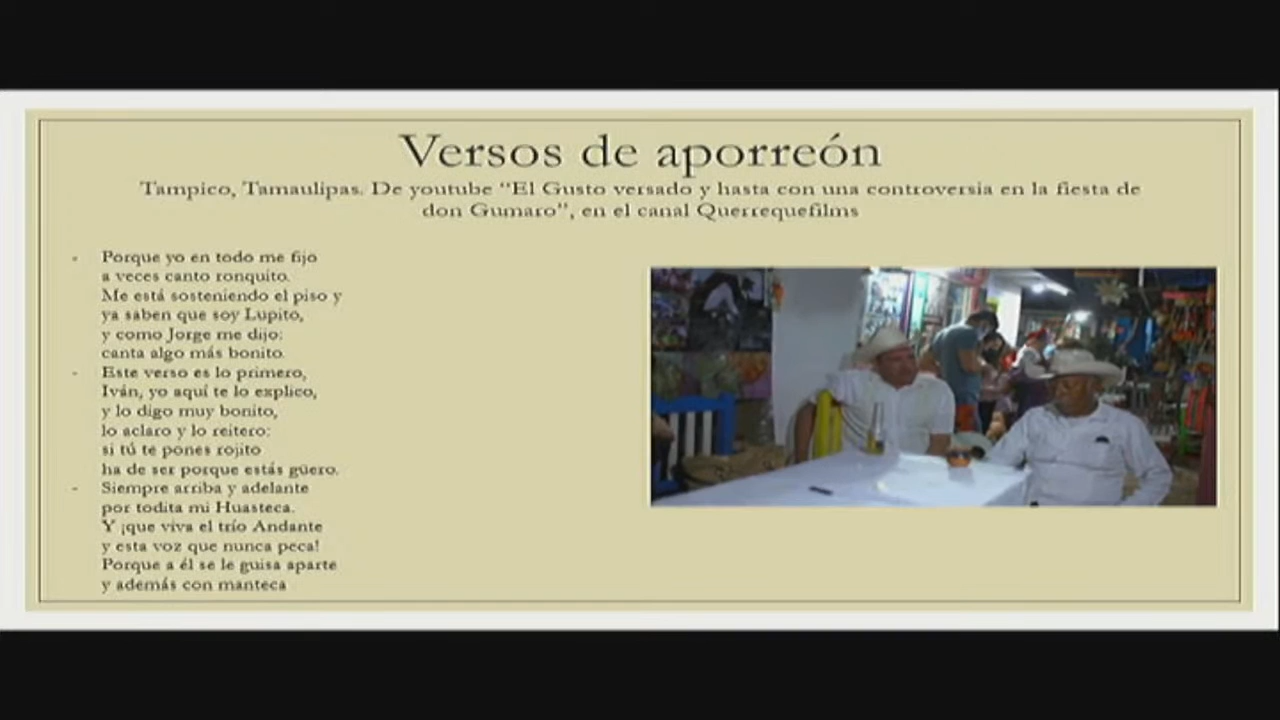 Versos de aporreón
Tampico, Tamaulipas. De youtube “El Gusto versado y hasta con una controversia en la fiesta de
don Gumaro”, en el canal Querrequefilms
- Porque yo en todo me fijo
a veces canto ronquito.
Me está sosteniendo el piso y
ya saben que soy Lupito,
y como Jorge me dijo:
canta algo más bonito.
- Este verso es lo primero,
Iván, yo aquí te lo explico,
y lo digo muy bonito,
lo aclaro y lo reitero:
si tú te pones rojito
ha de ser porque estás güero.
- Siempre arriba y adelante
por todita mi Huasteca.
Y ¡que viva el trío Andante
y esta voz que nunca peca!
Porque a él se le guisa aparte
y además con manteca